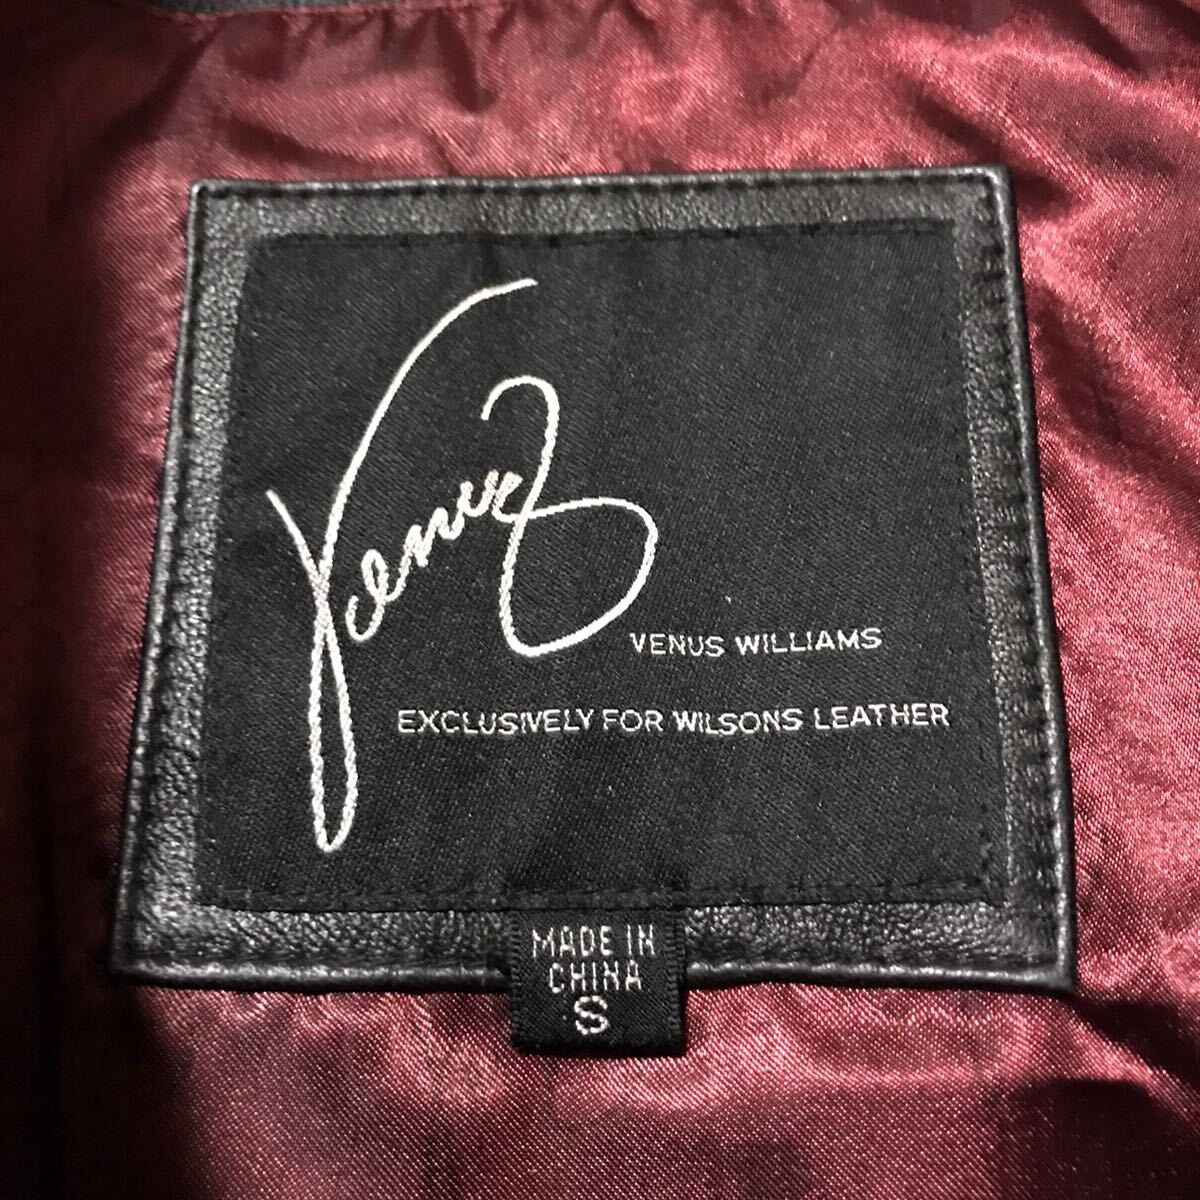 Venus
VENUS WILLIAMS
EXCLUSIVELY FOR WILSONS LEATHER
MADE IN
CHINA
S